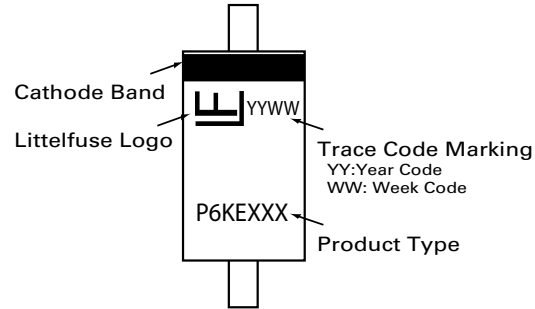 Cathode Band
Littelfuse Logo
YYWW
Trace Code Marking
YY:Year Code
WW: Week Code
P6KEXXX
Product Type